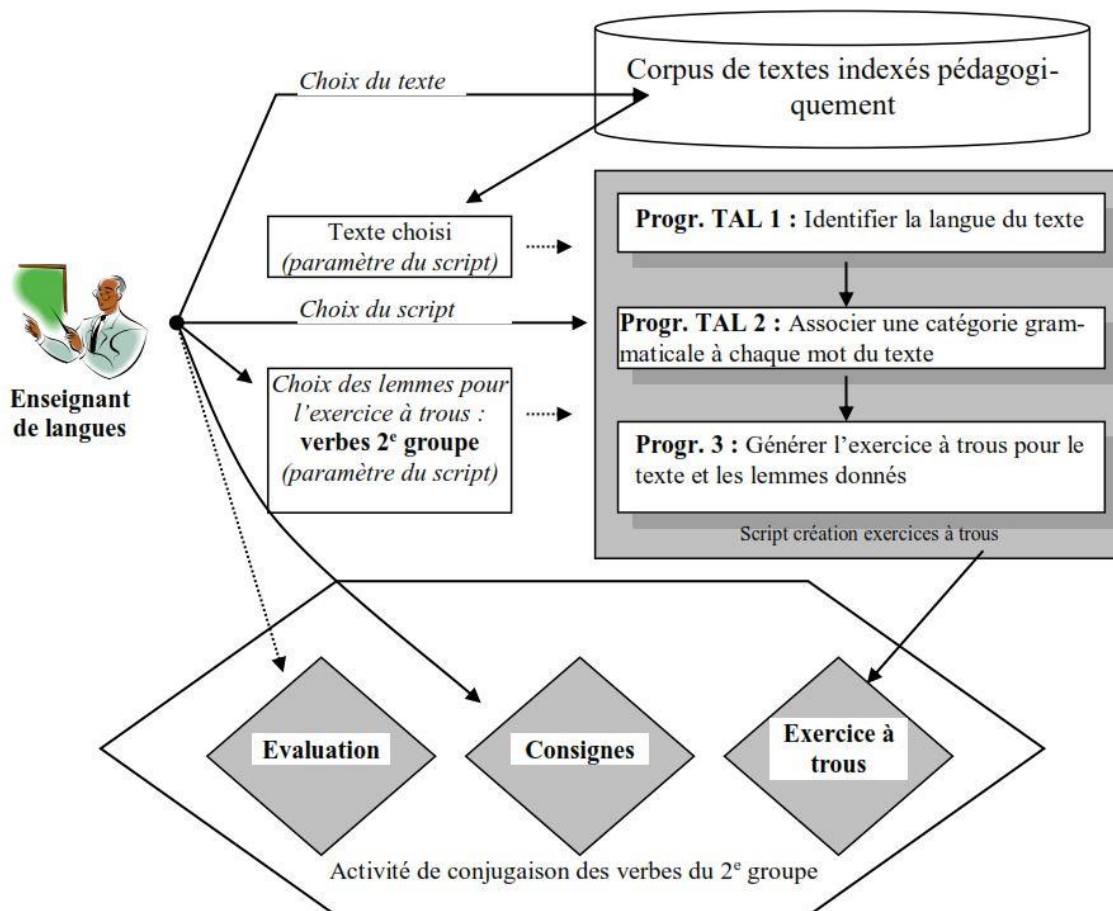 Choix du texte
Corpus de textes indexés pédagogi-
quement
Texte choisi
(paramètre du script)
Progr. TAL 1 : Identifier la langue du texte
Choix du script
Progr. TAL 2 : Associer une catégorie gram-
maticale à chaque mot du texte
Enseignant
de langues
Choix des lemmes pour
l'exercice à trous :
verbes 2e groupe
(paramètre du script)
Progr. 3 : Générer l'exercice à trous pour le
texte et les lemmes donnés
Script création exercices à trous
Evaluation
Consignes
Exercice à
trous
Activité de conjugaison des verbes du 2e groupe